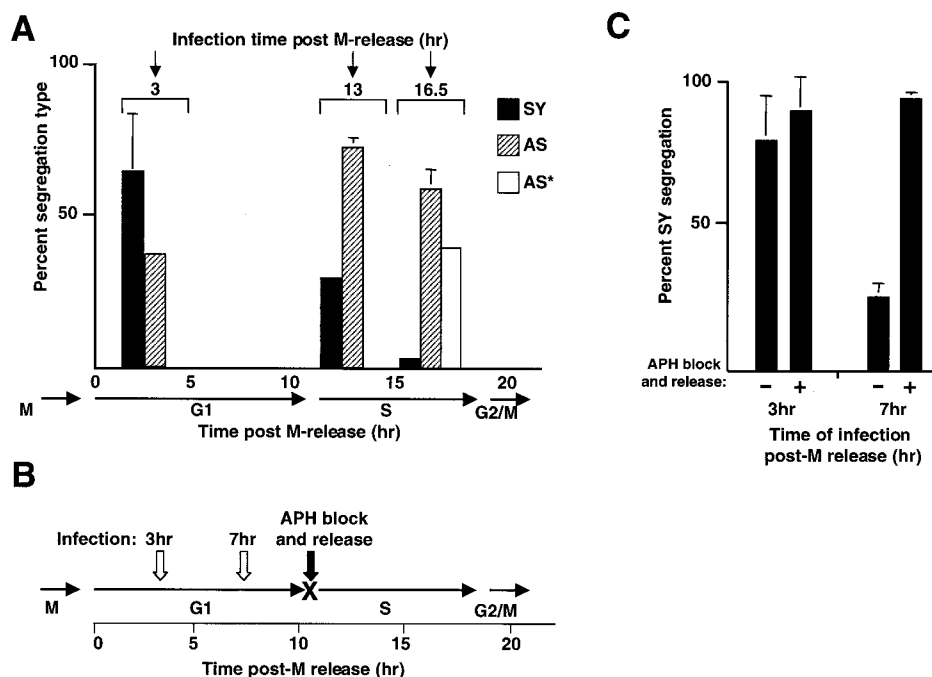 A
Infection time post M-release (hr)
3
13
16.5
100
50
Percent segregation type
SY
AS
AS*
0
5
10
15
20
M
G1
S
G2/M
Time post M-release (hr)
B
Infection: 3hr
7hr
APH block
and release
X
M
G1
S
G2/M
0
5
10
15
20
Time post-M release (hr)
C
100
50
Percent SY segregation
APH block
and release:
- + - +
3hr
7hr
Time of infection
post-M release (hr)